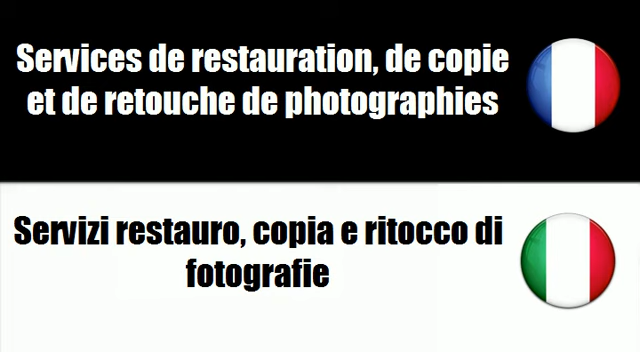 Services de restauration, de copie
et de retouche de photographies
Servizi restauro, copia e ritocco di
fotografie